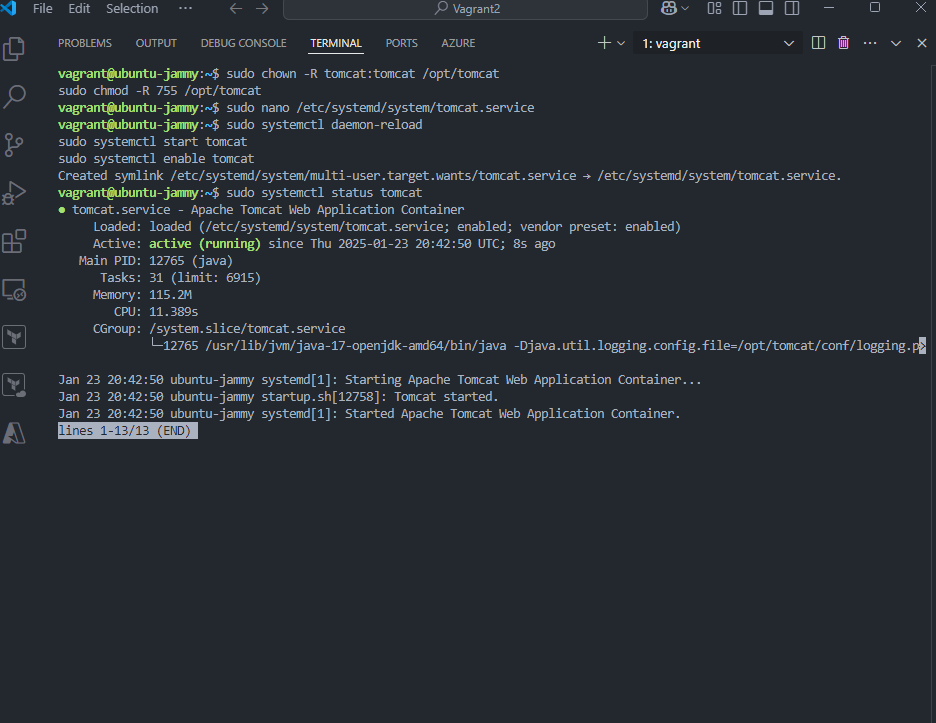 File Edit Selection ··· ← → Vagrant2
PROBLEMS OUTPUT DEBUG CONSOLE TERMINAL PORTS AZURE 1: vagrant ···
vagrant@ubuntu-jammy:~$ sudo chown -R tomcat:tomcat /opt/tomcat
sudo chmod -R 755 /opt/tomcat
vagrant@ubuntu-jammy:~$ sudo nano /etc/systemd/system/tomcat.service
vagrant@ubuntu-jammy:~$ sudo systemctl daemon-reload
sudo systemctl start tomcat
sudo systemctl enable tomcat
Created symlink /etc/systemd/system/multi-user.target.wants/tomcat.service → /etc/systemd/system/tomcat.service.
vagrant@ubuntu-jammy:~$ sudo systemctl status tomcat
● tomcat.service - Apache Tomcat Web Application Container
Loaded: loaded (/etc/systemd/system/tomcat.service; enabled; vendor preset: enabled)
Active: active (running) since Thu 2025-01-23 20:42:50 UTC; 8s ago
Main PID: 12765 (java)
Tasks: 31 (limit: 6915)
Memory: 115.2M
CPU: 11.389s
CGroup: /system.slice/tomcat.service
└─12765 /usr/lib/jvm/java-17-openjdk-amd64/bin/java -Djava.util.logging.config.file=/opt/tomcat/conf/logging.p>
Jan 23 20:42:50 ubuntu-jammy systemd[1]: Starting Apache Tomcat Web Application Container...
Jan 23 20:42:50 ubuntu-jammy startup.sh[12758]: Tomcat started.
Jan 23 20:42:50 ubuntu-jammy systemd[1]: Started Apache Tomcat Web Application Container.
lines 1-13/13 (END)